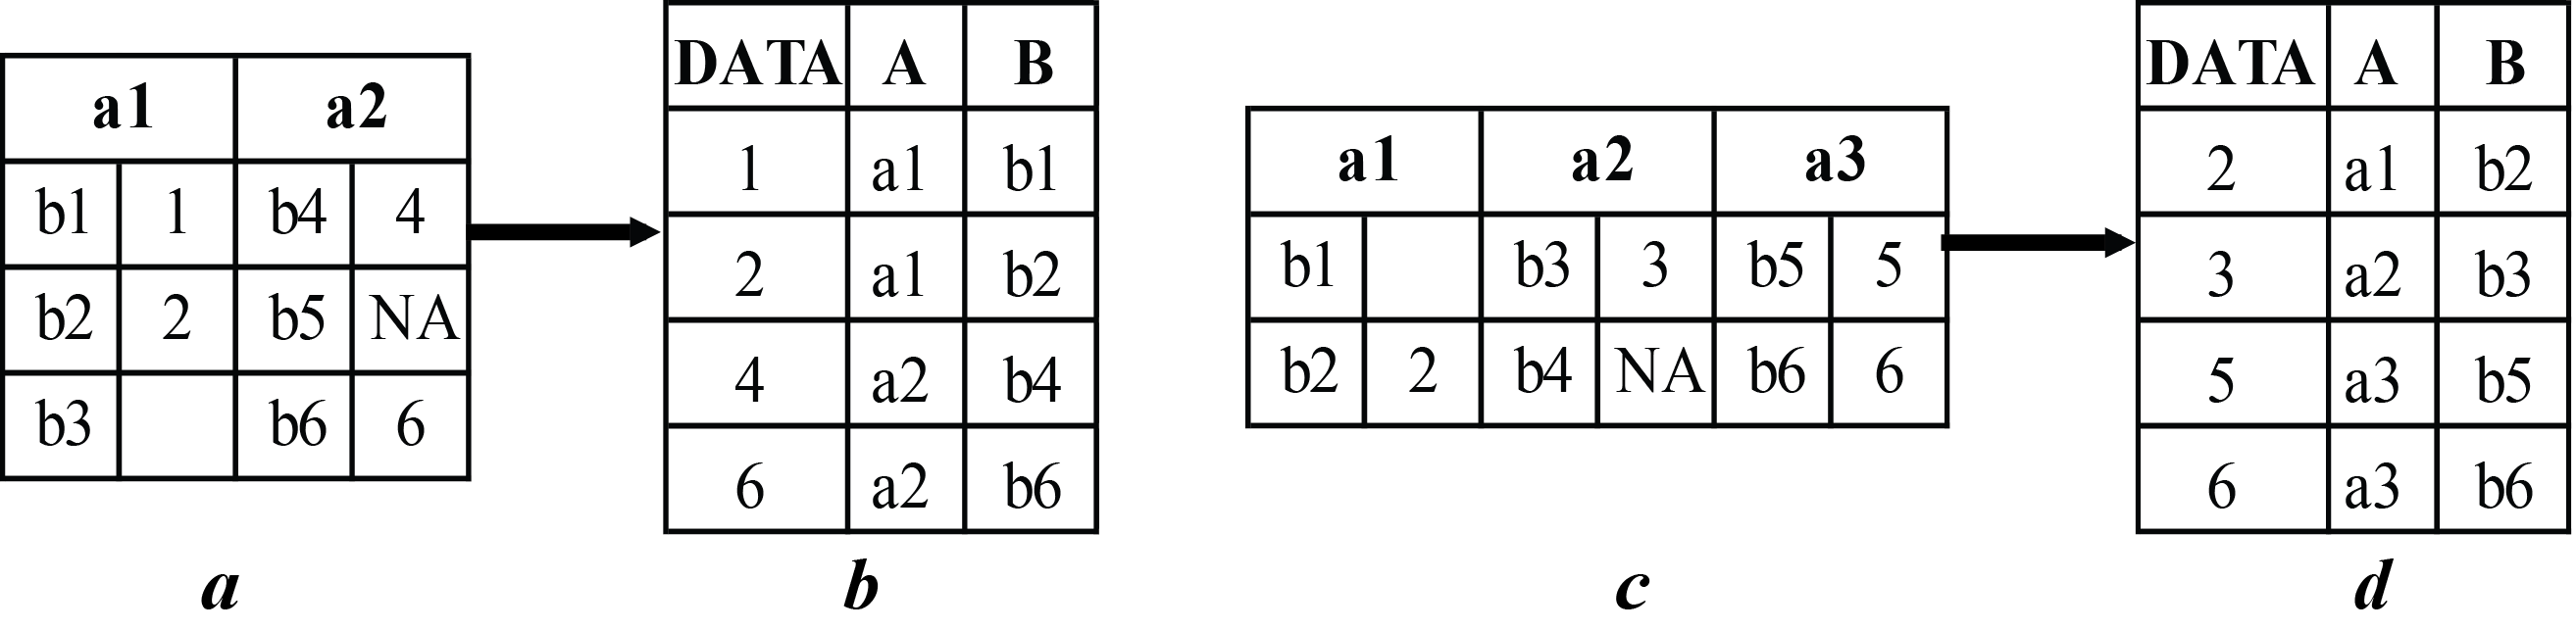 a1 a2
b1 1 b4 4
b2 2 b5 NA
b3 b6 6
a
DATA A B
1 a1 b1
2 a1 b2
4 a2 b4
6 a2 b6
b
a1 a2 a3
b1 b3 3 b5 5
b2 2 b4 NA b6 6
c
DATA A B
2 a1 b2
3 a2 b3
5 a3 b5
6 a3 b6
d